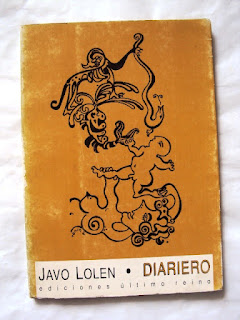 JAVO LOLEN • DIARIERO
ediciones último reino